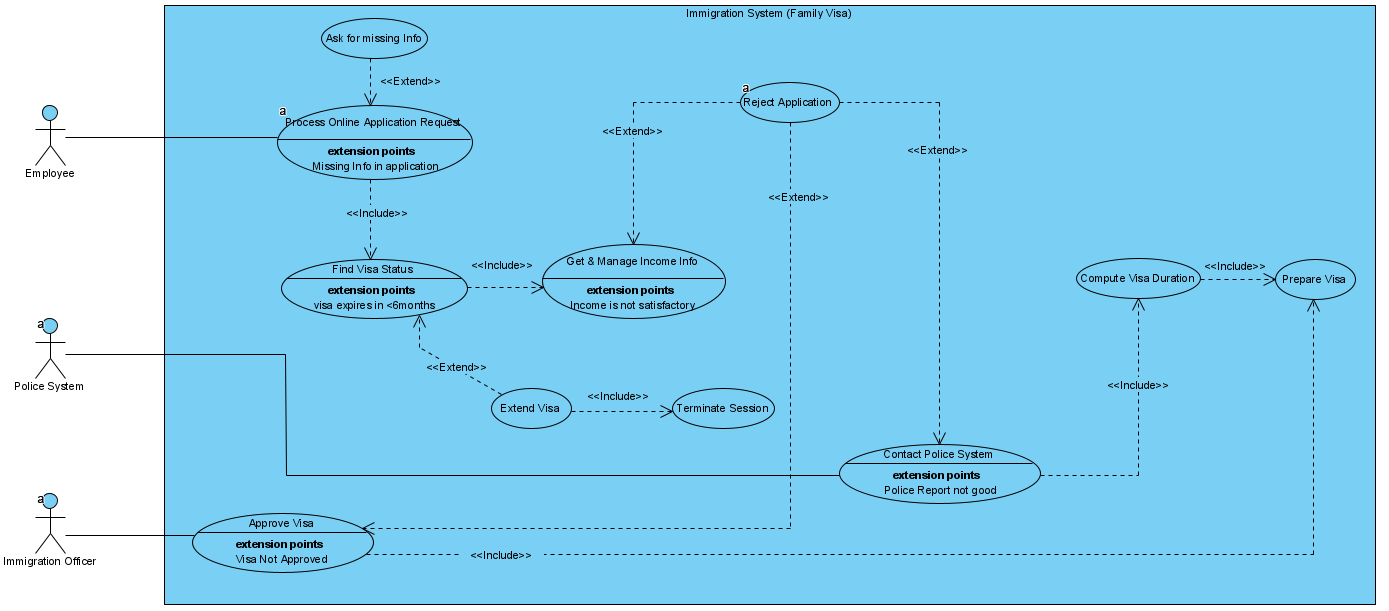 Immigration System (Family Visa)
Ask for missing Info
<<Extend>>
a
Process Online Application Request
extension points
Missing Info in application
Employee
a
Reject Application
<<Extend>>
<<Extend>>
<<Extend>>
<<Include>>
Find Visa Status
extension points
visa expires in <6months
<<Include>>
Get & Manage Income Info
extension points
Income is not satisfactory
Compute Visa Duration
<<Include>>
Prepare Visa
a
Police System
<<Extend>>
Extend Visa
<<Include>>
Terminate Session
<<Include>>
Contact Police System
extension points
Police Report not good
a
Immigration Officer
Approve Visa
extension points
Visa Not Approved
<<Include>>